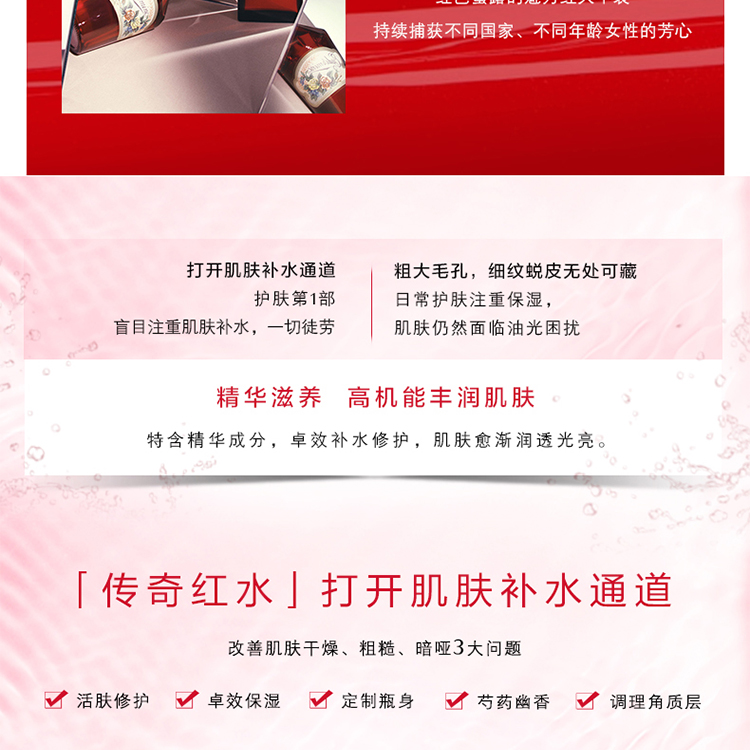 持续捕获不同国家、不同年龄女性的芳心
打开肌肤补水通道
护肤第1部
盲目注重肌肤补水，一切徒劳
粗大毛孔，细纹蜕皮无处可藏
日常护肤注重保湿，
肌肤仍然面临油光困扰
精华滋养 高机能丰润肌肤
特含精华成分，卓效补水修护，肌肤愈渐润透光亮。
「传奇红水」打开肌肤补水通道
改善肌肤干燥、粗糙、暗哑3大问题
活肤修护 卓效保湿 定制瓶身 芍药幽香 调理角质层